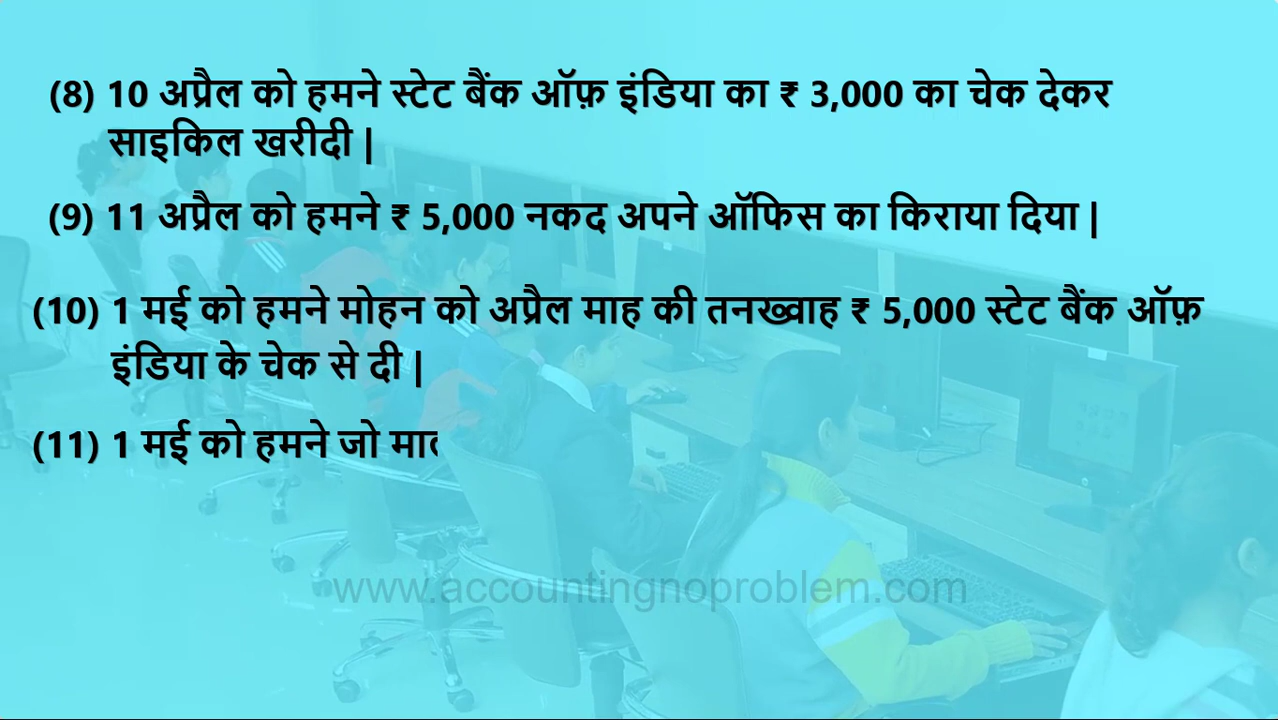 (8) 10 अप्रैल को हमने स्टेट बैंक ऑफ़ इंडिया का ₹ 3,000 का चेक देकर
साइकिल खरीदी |
(9) 11 अप्रैल को हमने ₹ 5,000 नकद अपने ऑफिस का किराया दिया |
(10) 1 मई को हमने मोहन को अप्रैल माह की तनख्वाह ₹ 5,000 स्टेट बैंक ऑफ़
इंडिया के चेक से दी |
(11) 1 मई को हमने जो
www.accountingnoproblem.com